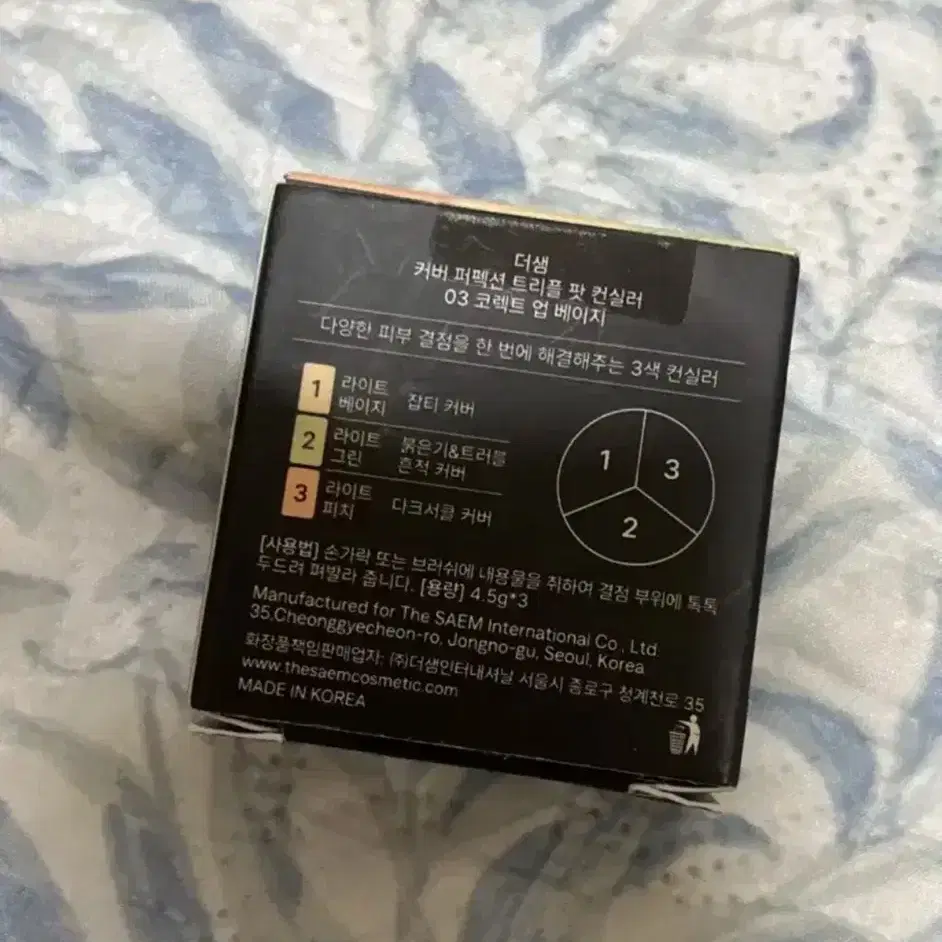 더샘
커버 퍼펙션 트리플 팟 컨실러
03 코렉트 업 베이지
다양한 피부 결점을 한 번에 해결해주는 3색 컨실러
1 라이트 베이지 잡티 커버
2 라이트 그린 붉은기&트러블 흔적 커버
3 라이트 피치 다크서클 커버
1 3
2
[사용법] 손가락 또는 브러쉬에 내용물을 취하여 결점 부위에 톡톡
두드려 펴발라 줍니다. [용량] 4.5g*3
Manufactured for The SAEM International Co., Ltd.
35,Cheonggyecheon-ro, Jongno-gu, Seoul, Korea
화장품책임판매업자: ㈜더샘인터내셔날 서울시 종로구 청계천로 35
www.thesaemcosmetic.com
MADE IN KOREA